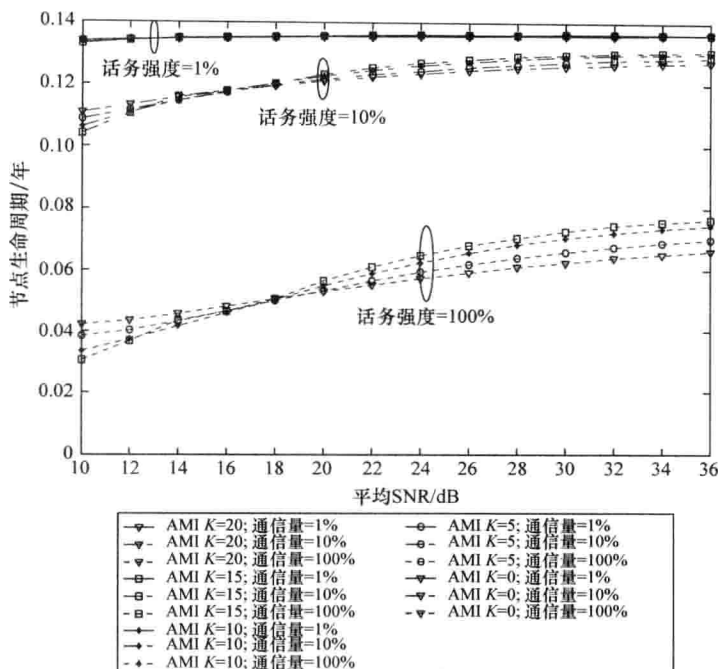 0.14
0.12
0.10
0.08
0.06
0.04
0.02
0
节点生命周期/年
话务强度=1%
话务强度=10%
话务强度=100%
10 12 14 16 18 20 22 24 26 28 30 32 34 36
平均SNR/dB
AMI K=20; 通信量=1%
AMI K=20; 通信量=10%
AMI K=20; 通信量=100%
AMI K=15; 通信量=1%
AMI K=15; 通信量=10%
AMI K=15; 通信量=100%
AMI K=10; 通信量=1%
AMI K=10; 通信量=10%
AMI K=10; 通信量=100%
AMI K=5; 通信量=1%
AMI K=5; 通信量=10%
AMI K=5; 通信量=100%
AMI K=0; 通信量=1%
AMI K=0; 通信量=10%
AMI K=0; 通信量=100%